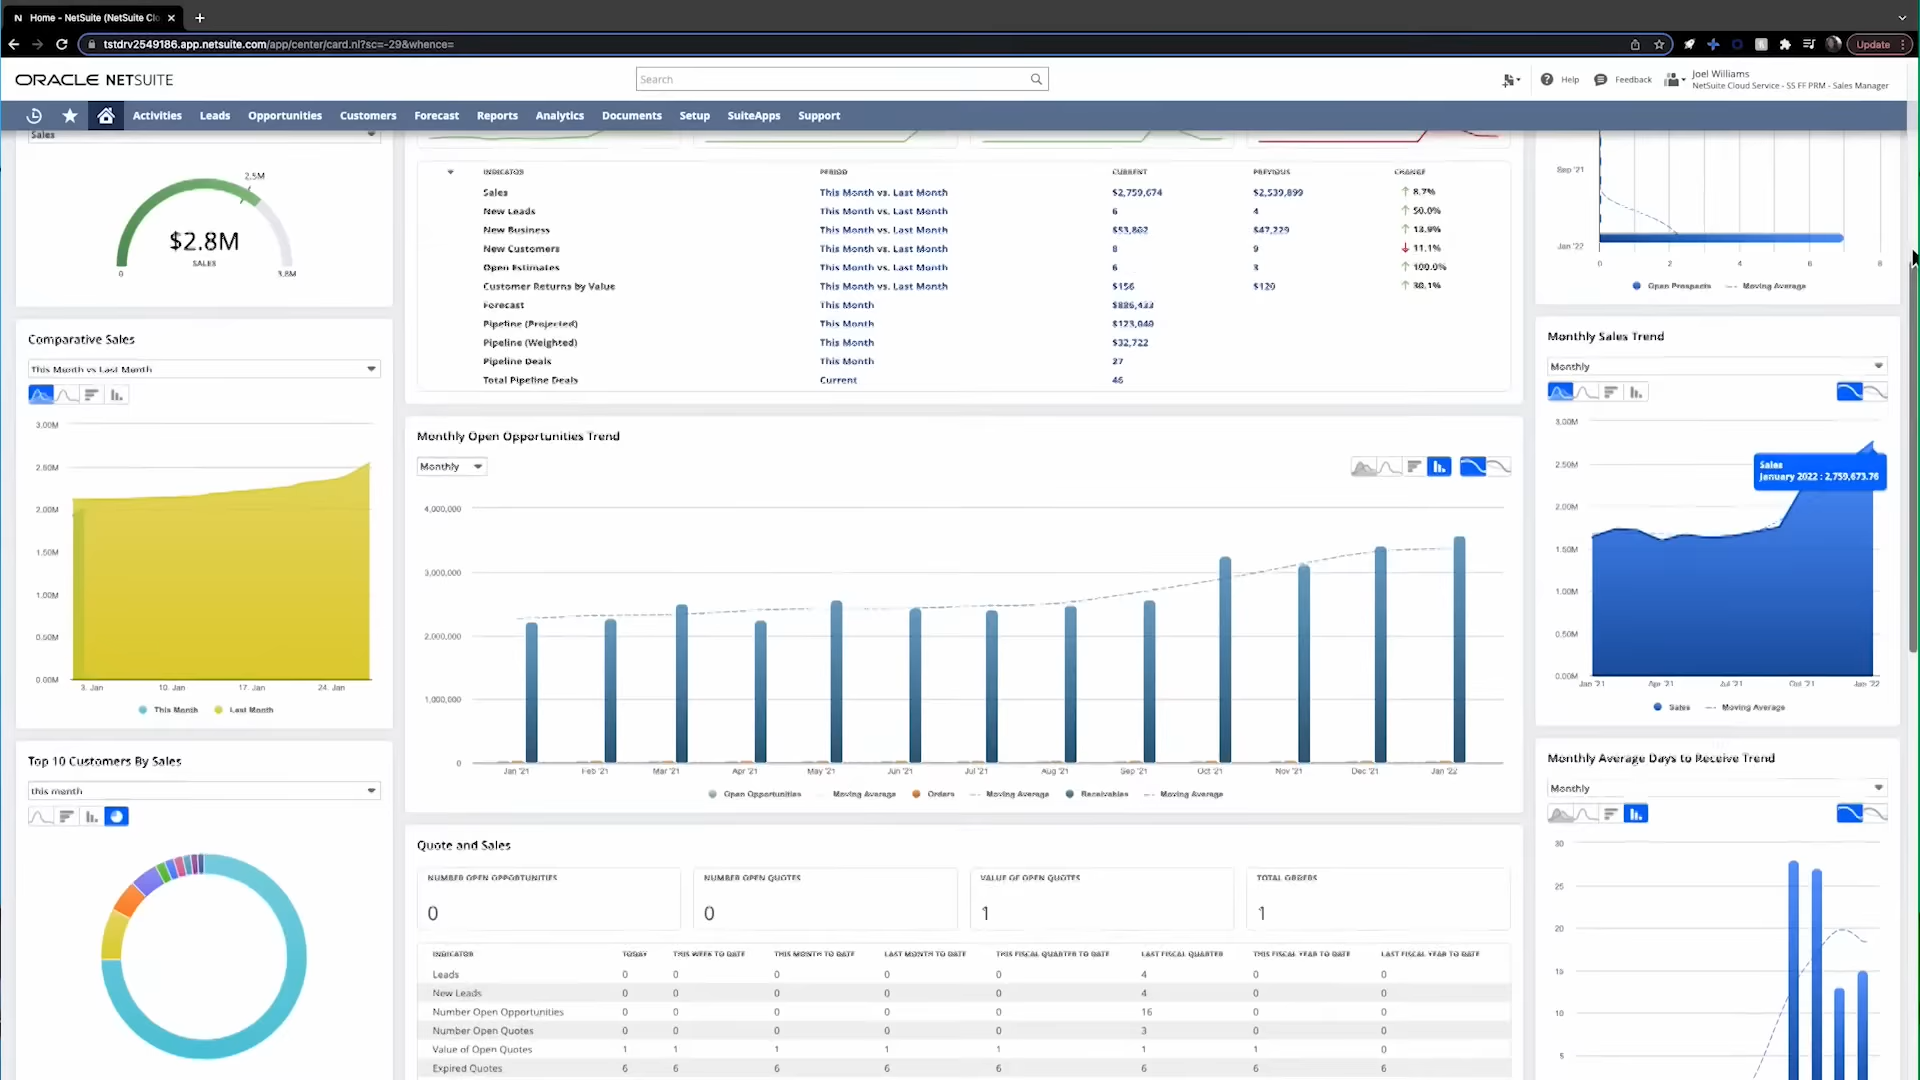 Home - NetSuite (NetSuite Clo
tstdrv2549186.app.netsuite.com/app/center/card.nl?sc=-29&whence=
Update
ORACLE NETSUITE
Search
Help
Feedback
Joel Williams
NetSuite Cloud Service - SS FF PRM - Sales Manager
Activities Leads Opportunities Customers Forecast Reports Analytics Documents Setup SuiteApps Support
Sales
2.5M
$2.8M
SALES
0
3.8M
INDICATOR PERIOD CURRENT PREVIOUS CHANGE
Sales This Month vs. Last Month $2,759,674 $2,539,899 8.7%
New Leads This Month vs. Last Month 6 4 50.0%
New Business This Month vs. Last Month $53,802 $47,229 13.9%
New Customers This Month vs. Last Month 8 9 11.1%
Open Estimates This Month vs. Last Month 6 3 100.0%
Customer Returns by Value This Month vs. Last Month $156 $120 30.1%
Forecast This Month $886,433
Pipeline (Projected) This Month $123,040
Pipeline (Weighted) This Month $32,722
Pipeline Deals This Month 27
Total Pipeline Deals Current 46
Sep '21
Jan '22
0 2 4 6 8
Open Prospects Moving Average
Comparative Sales
This Month vs Last Month
3.00M
2.50M
2.00M
1.50M
1.00M
0.50M
0.00M
3. Jan 10. Jan 17. Jan 24. Jan
This Month Last Month
Monthly Open Opportunities Trend
Monthly
4,000,000
3,000,000
2,000,000
1,000,000
0
Jan '21 Feb '21 Mar '21 Apr '21 May '21 Jun '21 Jul '21 Aug '21 Sep '21 Oct '21 Nov '21 Dec '21 Jan '22
Open Opportunities Moving Average Orders Moving Average Receivables Moving Average
Monthly Sales Trend
Monthly
3.00M
2.50M
2.00M
1.50M
1.00M
0.50M
0.00M
Sales
January 2022 : 2,759,673.76
Jan '21 Apr '21 Jul '21 Oct '21 Jan '22
Sales Moving Average
Top 10 Customers By Sales
this month
Quote and Sales
NUMBER OPEN OPPORTUNITIES
0
NUMBER OPEN QUOTES
0
VALUE OF OPEN QUOTES
1
TOTAL ORDERS
1
INDICATOR TODAY THIS WEEK TO DATE THIS MONTH TO DATE LAST MONTH TO DATE THIS FISCAL QUARTER TO DATE LAST FISCAL QUARTER THIS FISCAL YEAR TO DATE LAST FISCAL YEAR TO DATE
Leads 0 0 0 0 0 4 0 0
New Leads 0 0 0 0 0 4 0 0
Number Open Opportunities 0 0 0 0 0 16 0 0
Number Open Quotes 0 0 0 0 0 3 0 0
Value of Open Quotes 1 1 1 1 1 1 1 0
Expired Quotes 6 6 6 6 6 6 6 6
Monthly Average Days to Receive Trend
Monthly
30
25
20
15
10
5